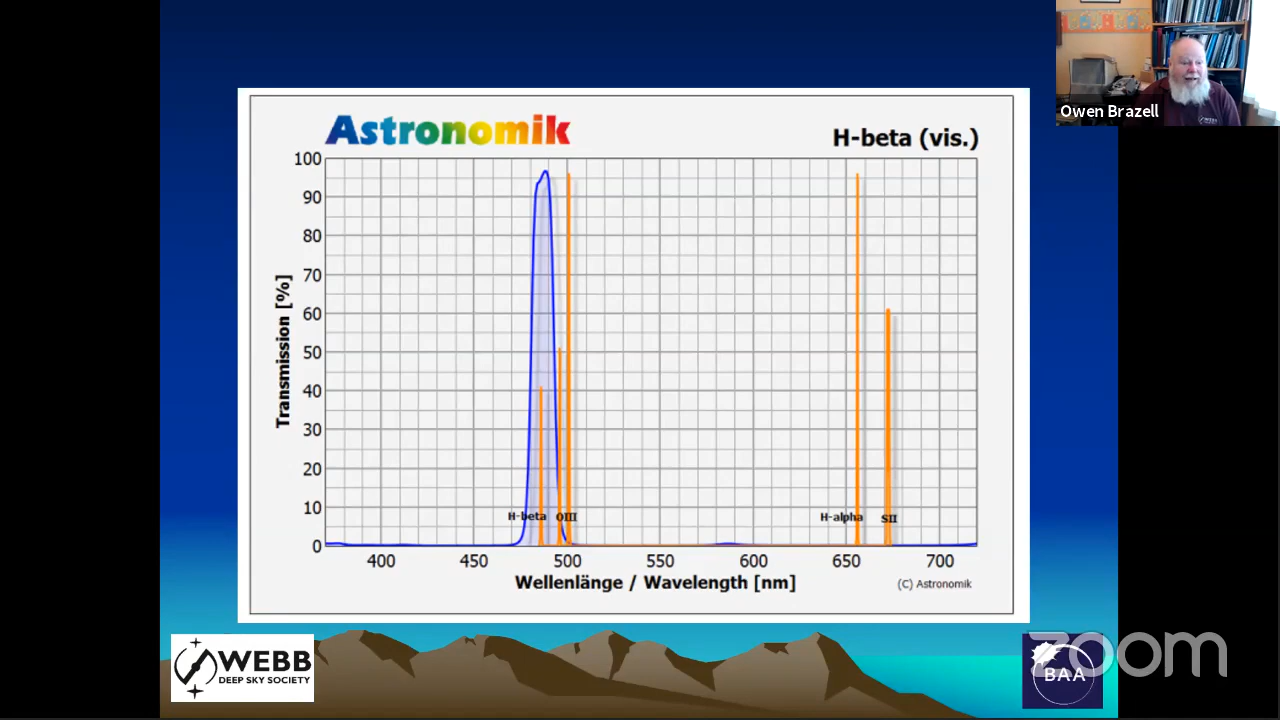 Owen Brazell
Astronomik
H-beta (vis.)
Transmission [%]
100
90
80
70
60
50
40
30
20
10
0
H-beta OIII H-alpha SII
400 450 500 550 600 650 700
Wellenlänge / Wavelength [nm]
(C) Astronomik
WEBB
DEEP SKY SOCIETY
BAA
zoom